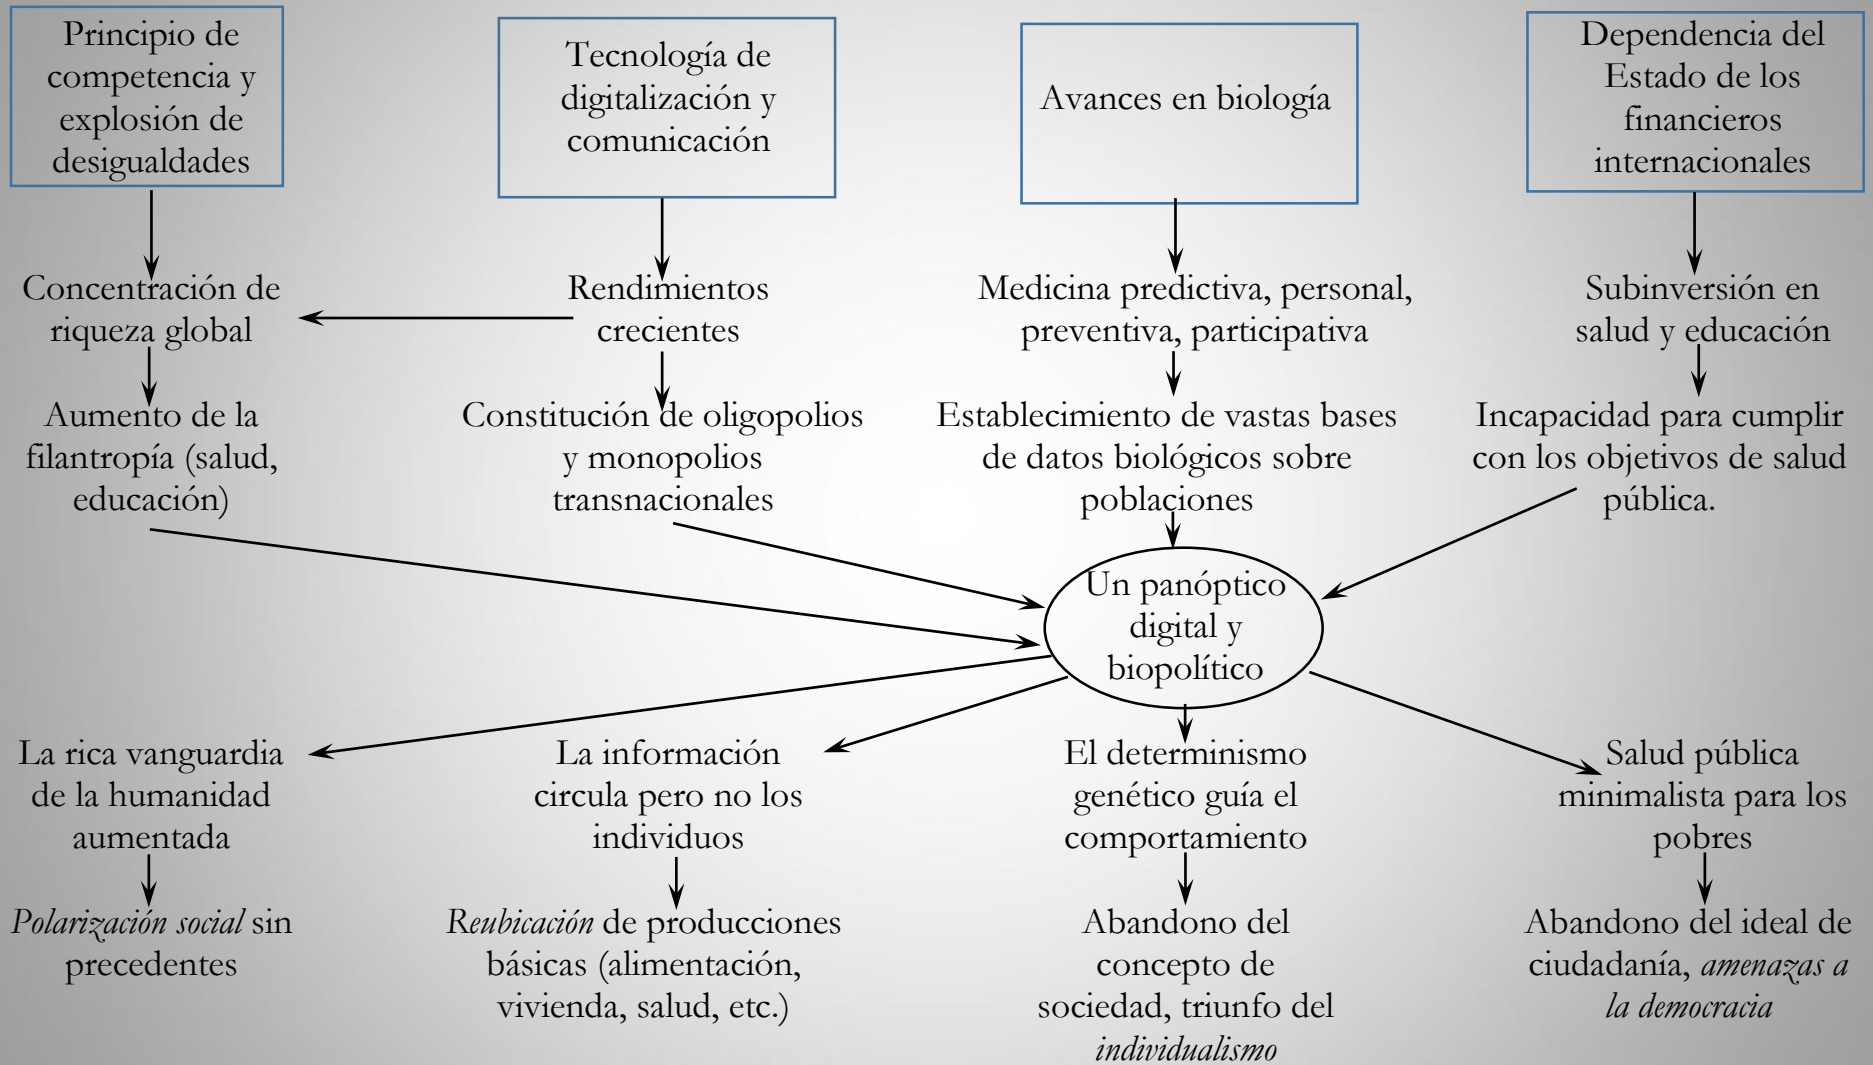 Principio de
competencia y
explosión de
desigualdades
Tecnología de
digitalización y
comunicación
Avances en biología
Dependencia del
Estado de los
financieros
internacionales
Concentración de
riqueza global
Rendimientos
crecientes
Medicina predictiva, personal,
preventiva, participativa
Subinversión en
salud y educación
Aumento de la
filantropía (salud,
educación)
Constitución de oligopolios
y monopolios
transnacionales
Establecimiento de vastas bases
de datos biológicos sobre
poblaciones
Incapacidad para cumplir
con los objetivos de salud
pública.
Un panóptico
digital y
biopolítico
La rica vanguardia
de la humanidad
aumentada
La información
circula pero no los
individuos
El determinismo
genético guía el
comportamiento
Salud pública
minimalista para los
pobres
Polarización social sin
precedentes
Reubicación de producciones
básicas (alimentación,
vivienda, salud, etc.)
Abandono del
concepto de
sociedad, triunfo del
individualismo
Abandono del ideal de
ciudadanía, amenazas a
la democracia